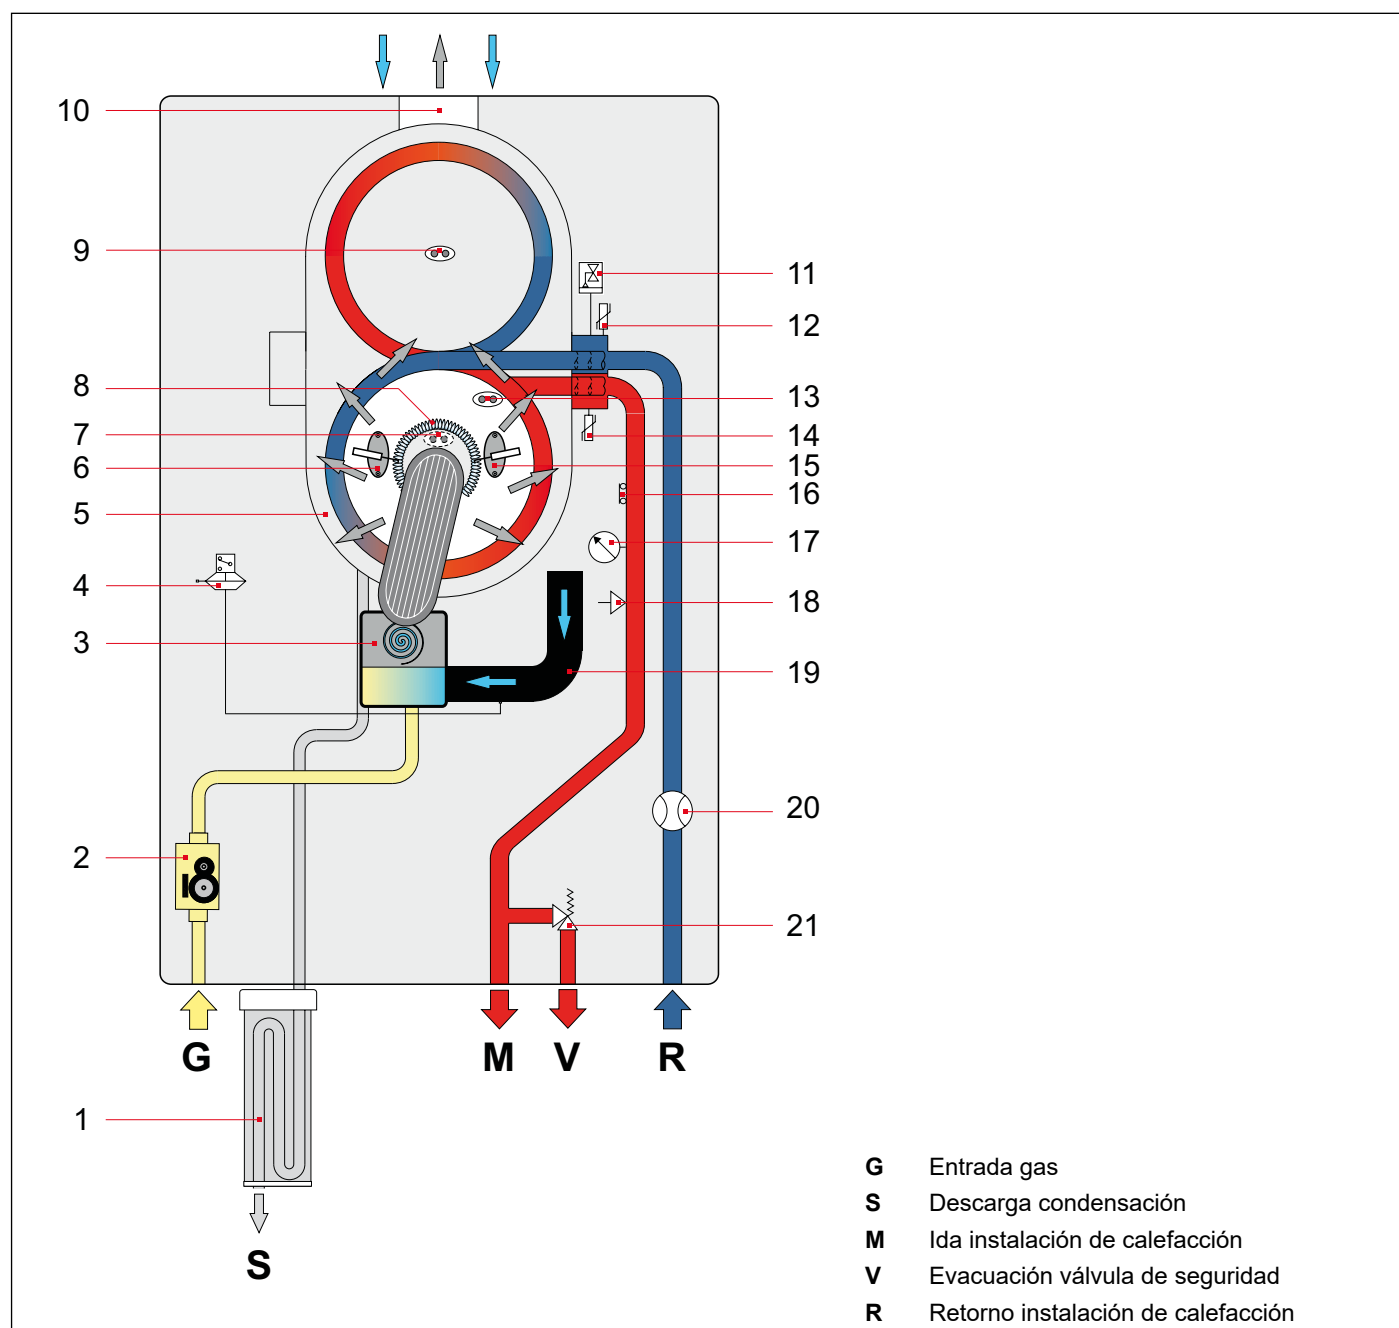 10
9
8
7
6
5
4
3
2
1
11
12
13
14
15
16
17
18
19
20
21
G
M
V
R
S
G Entrada gas
S Descarga condensación
M Ida instalación de calefacción
V Evacuación válvula de seguridad
R Retorno instalación de calefacción